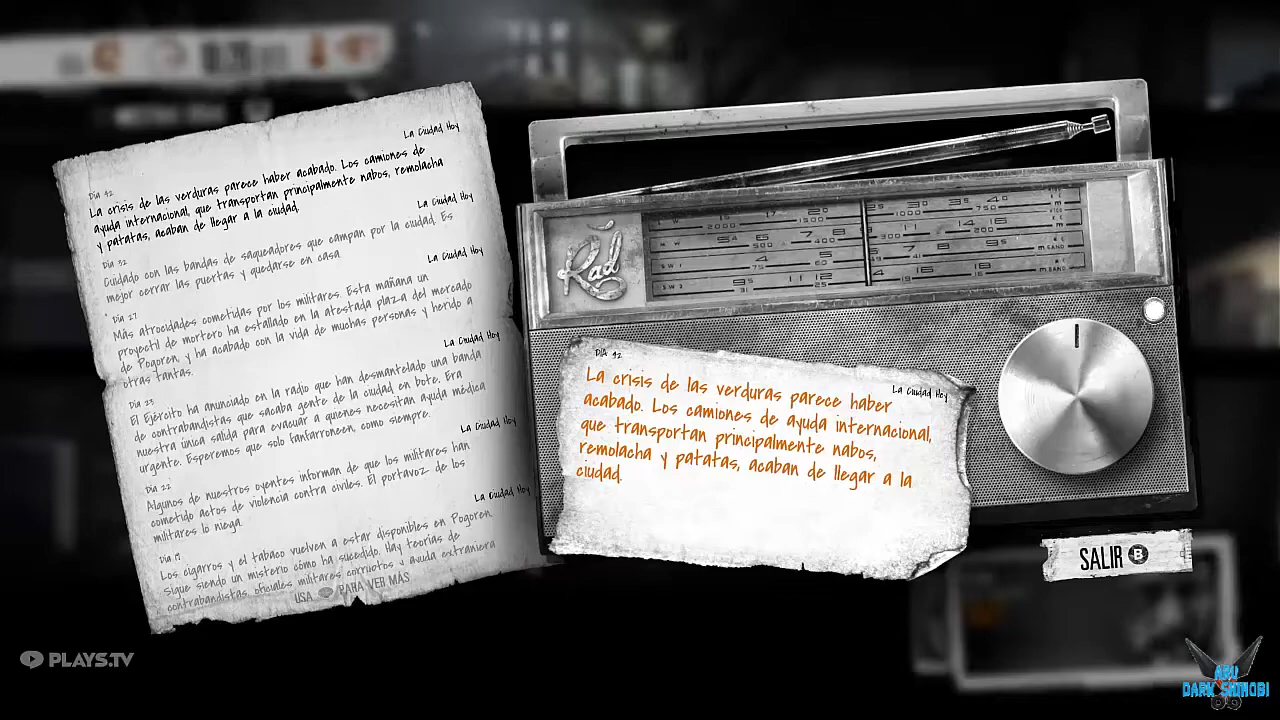 La Ciudad Hoy
Día 42
La crisis de las verduras parece haber acabado. Los camiones de
ayuda internacional, que transportan principalmente nabos, remolacha
y patatas, acaban de llegar a la ciudad.
La Ciudad Hoy
Día 32
Cuidado con las bandas de saqueadores que campan por la ciudad. Es
mejor cerrar las puertas y quedarse en casa.
La Ciudad Hoy
Día 27
Más atrocidades cometidas por los militares. Esta mañana un
proyectil de mortero ha estallado en la atestada plaza del mercado
de Pogoren, y ha acabado con la vida de muchas personas y herido a
otras tantas.
La Ciudad Hoy
Día 23
El Ejército ha anunciado en la radio que han desmantelado una banda
de contrabandistas que sacaba gente de la ciudad en bote. Era
nuestra única salida para evacuar a quienes necesitan ayuda médica
urgente. Esperemos que solo fanfarroneen, como siempre.
La Ciudad Hoy
Día 22
Algunos de nuestros oyentes informan de que los militares han
cometido actos de violencia contra civiles. El portavoz de los
militares lo niega.
La Ciudad Hoy
Día
Los cigarros y el tabaco vuelven a estar disponibles en Pogoren.
Sigue siendo un misterio cómo ha sucedido. Hay teorías de
contrabandistas, oficiales militares corruptos y ayuda extranjera
USA PARA VER MÁS
Rad
DÍA 42
La Ciudad Hoy
La crisis de las verduras parece haber
acabado. Los camiones de ayuda internacional,
que transportan principalmente nabos,
remolacha y patatas, acaban de llegar a la
ciudad.
SALIR B
PLAYS.TV
ARU
DARK SHINOBI